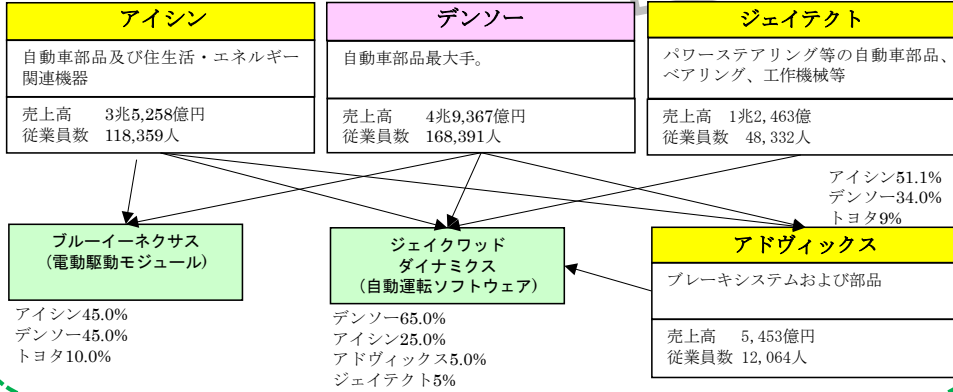 アイシン
自動車部品及び住生活・エネルギー
関連機器
売上高　3兆5,258億円
従業員数　118,359人
デンソー
自動車部品最大手。
売上高　4兆9,367億円
従業員数　168,391人
ジェイテクト
パワーステアリング等の自動車部品、
ベアリング、工作機械等
売上高　1兆2,463億
従業員数　48,332人
アイシン51.1%
デンソー34.0%
トヨタ9%
ブルーイーネクサス
(電動駆動モジュール)
アイシン45.0%
デンソー45.0%
トヨタ10.0%
ジェイクワッド
ダイナミクス
(自動運転ソフトウェア)
デンソー65.0%
アイシン25.0%
アドヴィックス5.0%
ジェイテクト5%
アドヴィックス
ブレーキシステムおよび部品
売上高　5,453億円
従業員数 12,064人